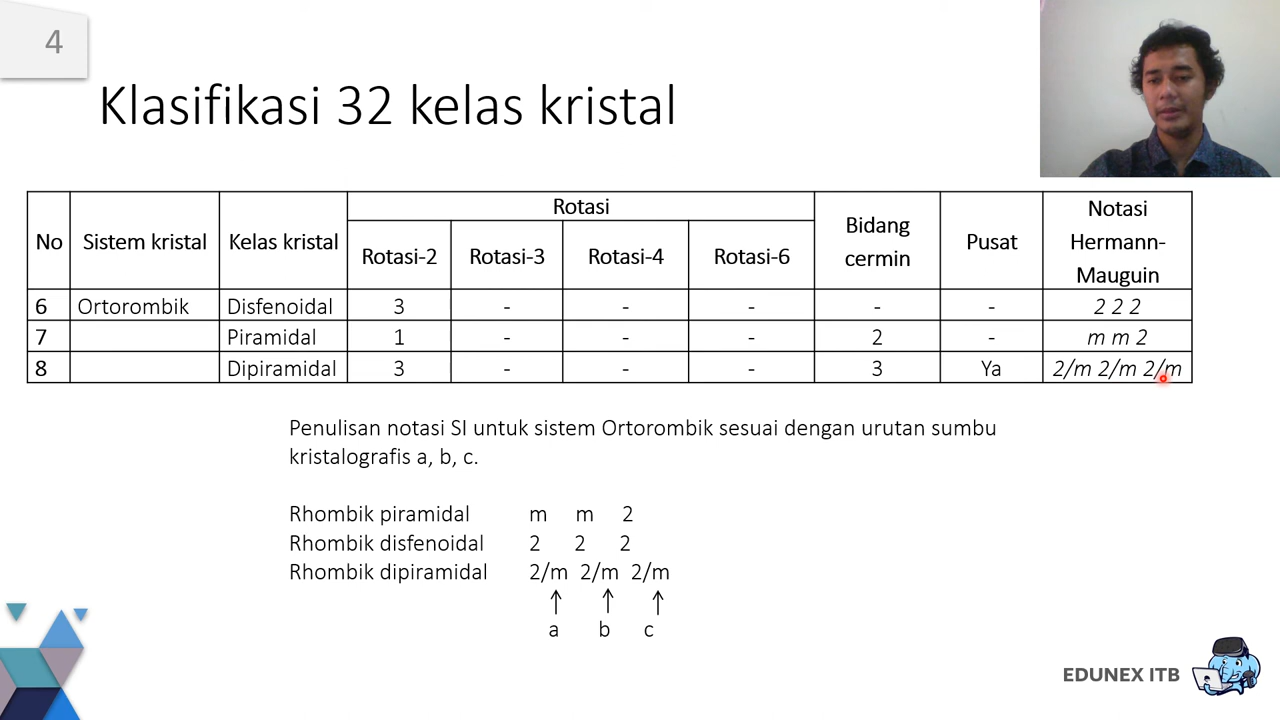 4
Klasifikasi 32 kelas kristal
No Sistem kristal Kelas kristal Rotasi Bidang cermin Pusat Notasi Hermann-Mauguin
Rotasi-2 Rotasi-3 Rotasi-4 Rotasi-6
6 Ortorombik Disfenoidal 3 - - - - - 2 2 2
7 Piramidal 1 - - - 2 - m m 2
8 Dipiramidal 3 - - - 3 Ya 2/m 2/m 2/m
Penulisan notasi SI untuk sistem Ortorombik sesuai dengan urutan sumbu
kristalografis a, b, c.
Rhombik piramidal m m 2
Rhombik disfenoidal 2 2 2
Rhombik dipiramidal 2/m 2/m 2/m
↑ ↑ ↑
a b c
EDUNEX ITB